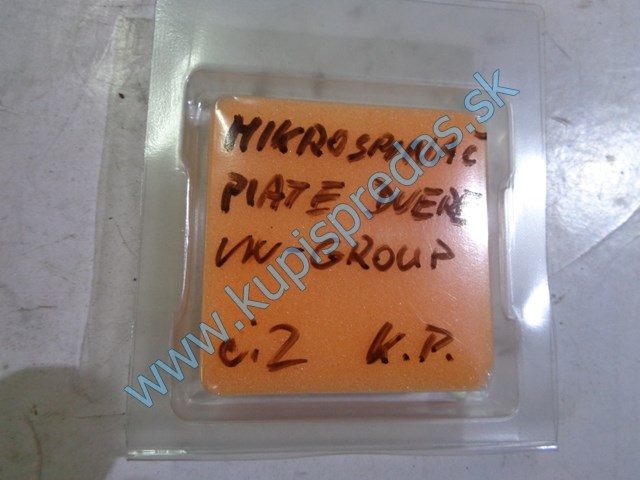 MIKROSPÍNAČ
PIATE DVERE
VW-GROUP
č.2 K.P.
www.kupispredas.sk